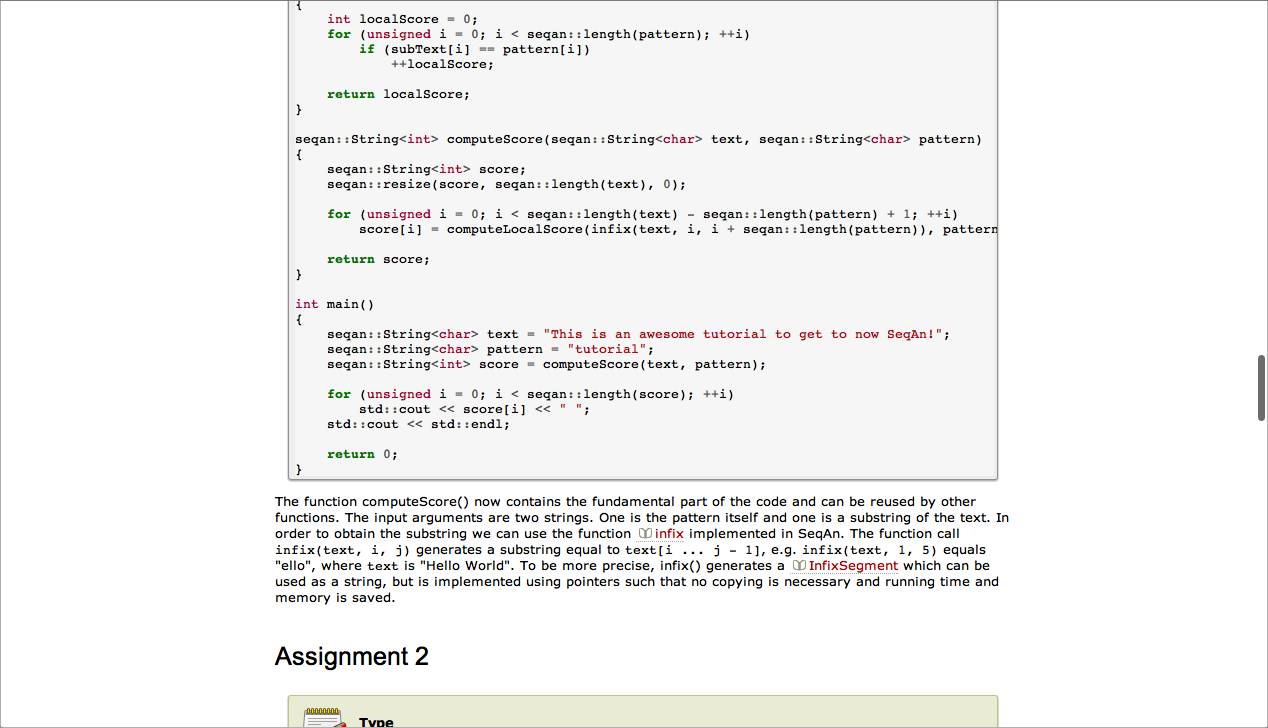 {
    int localScore = 0;
    for (unsigned i = 0; i < seqan::length(pattern); ++i)
        if (subText[i] == pattern[i])
            ++localScore;
    return localScore;
}
seqan::String<int> computeScore(seqan::String<char> text, seqan::String<char> pattern)
{
    seqan::String<int> score;
    seqan::resize(score, seqan::length(text), 0);
    for (unsigned i = 0; i < seqan::length(text) - seqan::length(pattern) + 1; ++i)
        score[i] = computeLocalScore(infix(text, i, i + seqan::length(pattern)), pattern
    return score;
}
int main()
{
    seqan::String<char> text = "This is an awesome tutorial to get to now SeqAn!";
    seqan::String<char> pattern = "tutorial";
    seqan::String<int> score = computeScore(text, pattern);
    for (unsigned i = 0; i < seqan::length(score); ++i)
        std::cout << score[i] << " ";
    std::cout << std::endl;
    return 0;
}
The function computeScore() now contains the fundamental part of the code and can be reused by other
functions. The input arguments are two strings. One is the pattern itself and one is a substring of the text. In
order to obtain the substring we can use the function infix implemented in SeqAn. The function call
infix(text, i, j) generates a substring equal to text[i ... j - 1], e.g. infix(text, 1, 5) equals
"ello", where text is "Hello World". To be more precise, infix() generates a InfixSegment which can be
used as a string, but is implemented using pointers such that no copying is necessary and running time and
memory is saved.
Assignment 2
Type